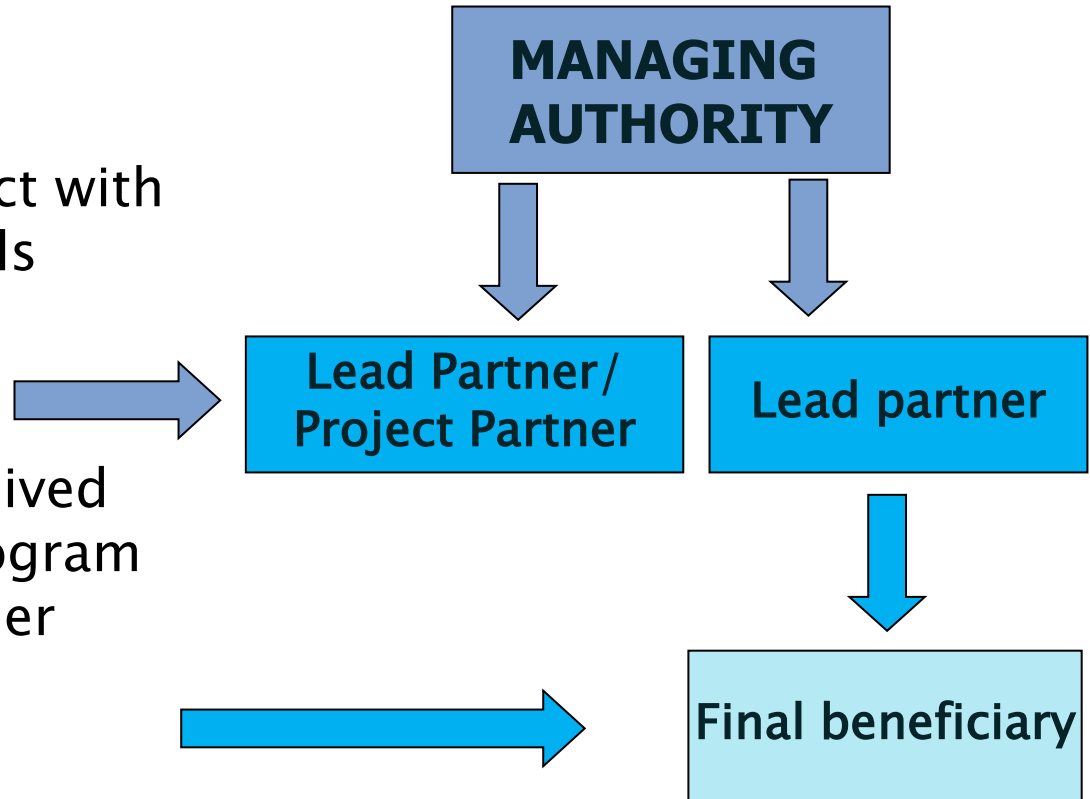 MANAGING
AUTHORITY
ct with
ls
Lead Partner/
Project Partner
Lead partner
ived
ogram
er
Final beneficiary